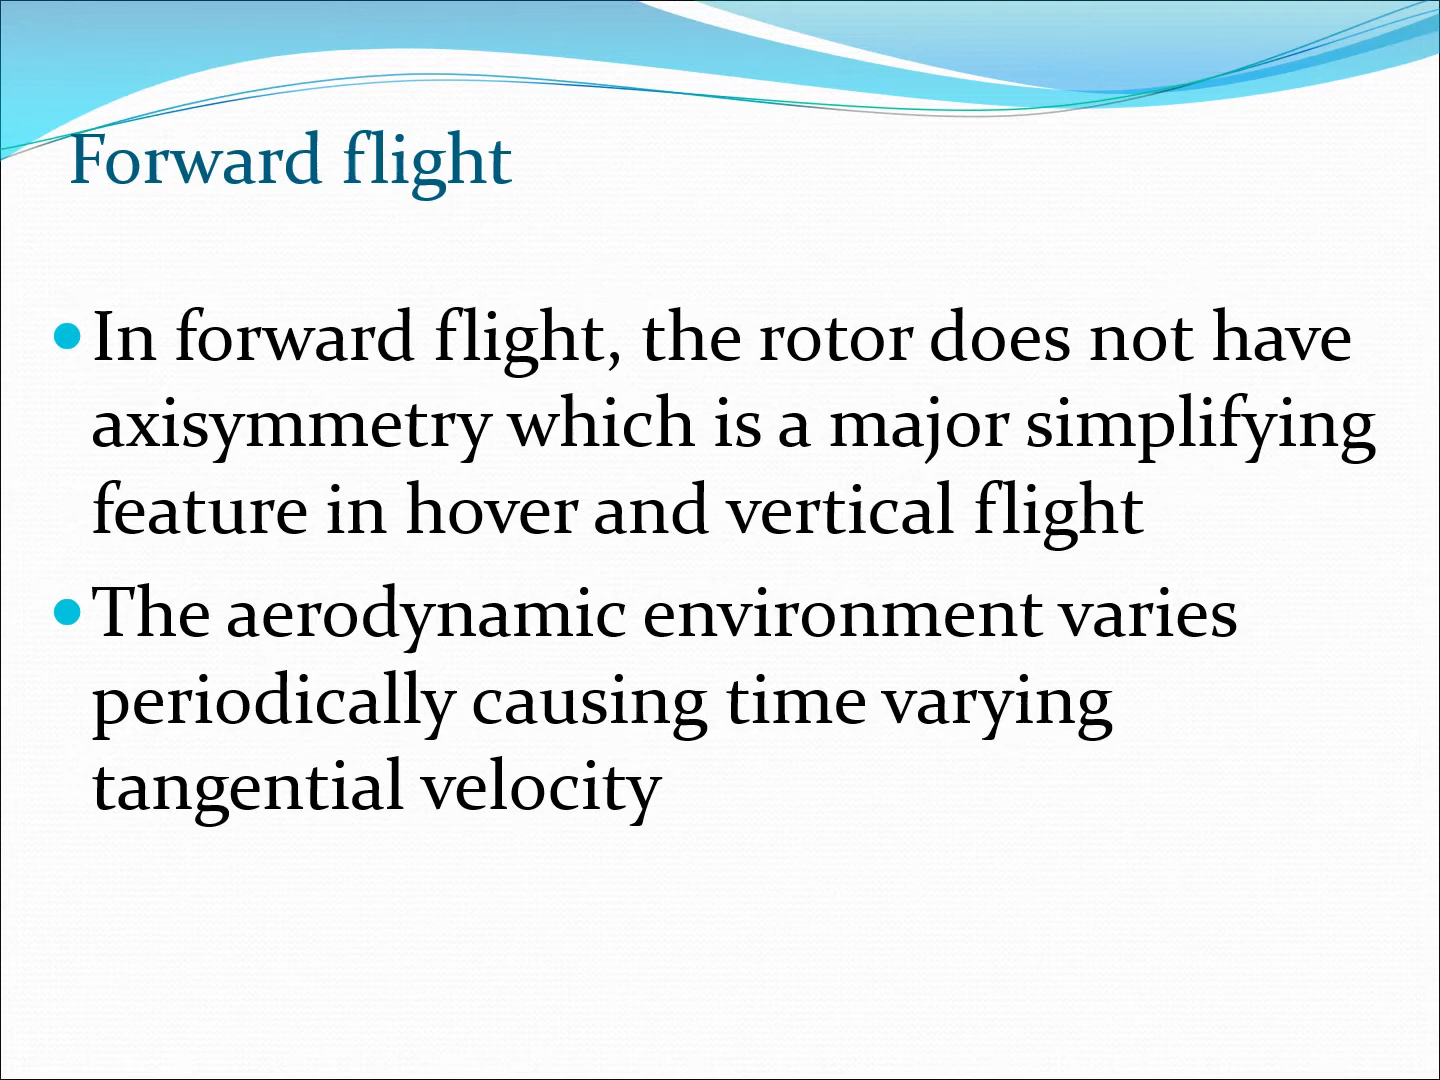 Forward flight
• In forward flight, the rotor does not have
axisymmetry which is a major simplifying
feature in hover and vertical flight
• The aerodynamic environment varies
periodically causing time varying
tangential velocity